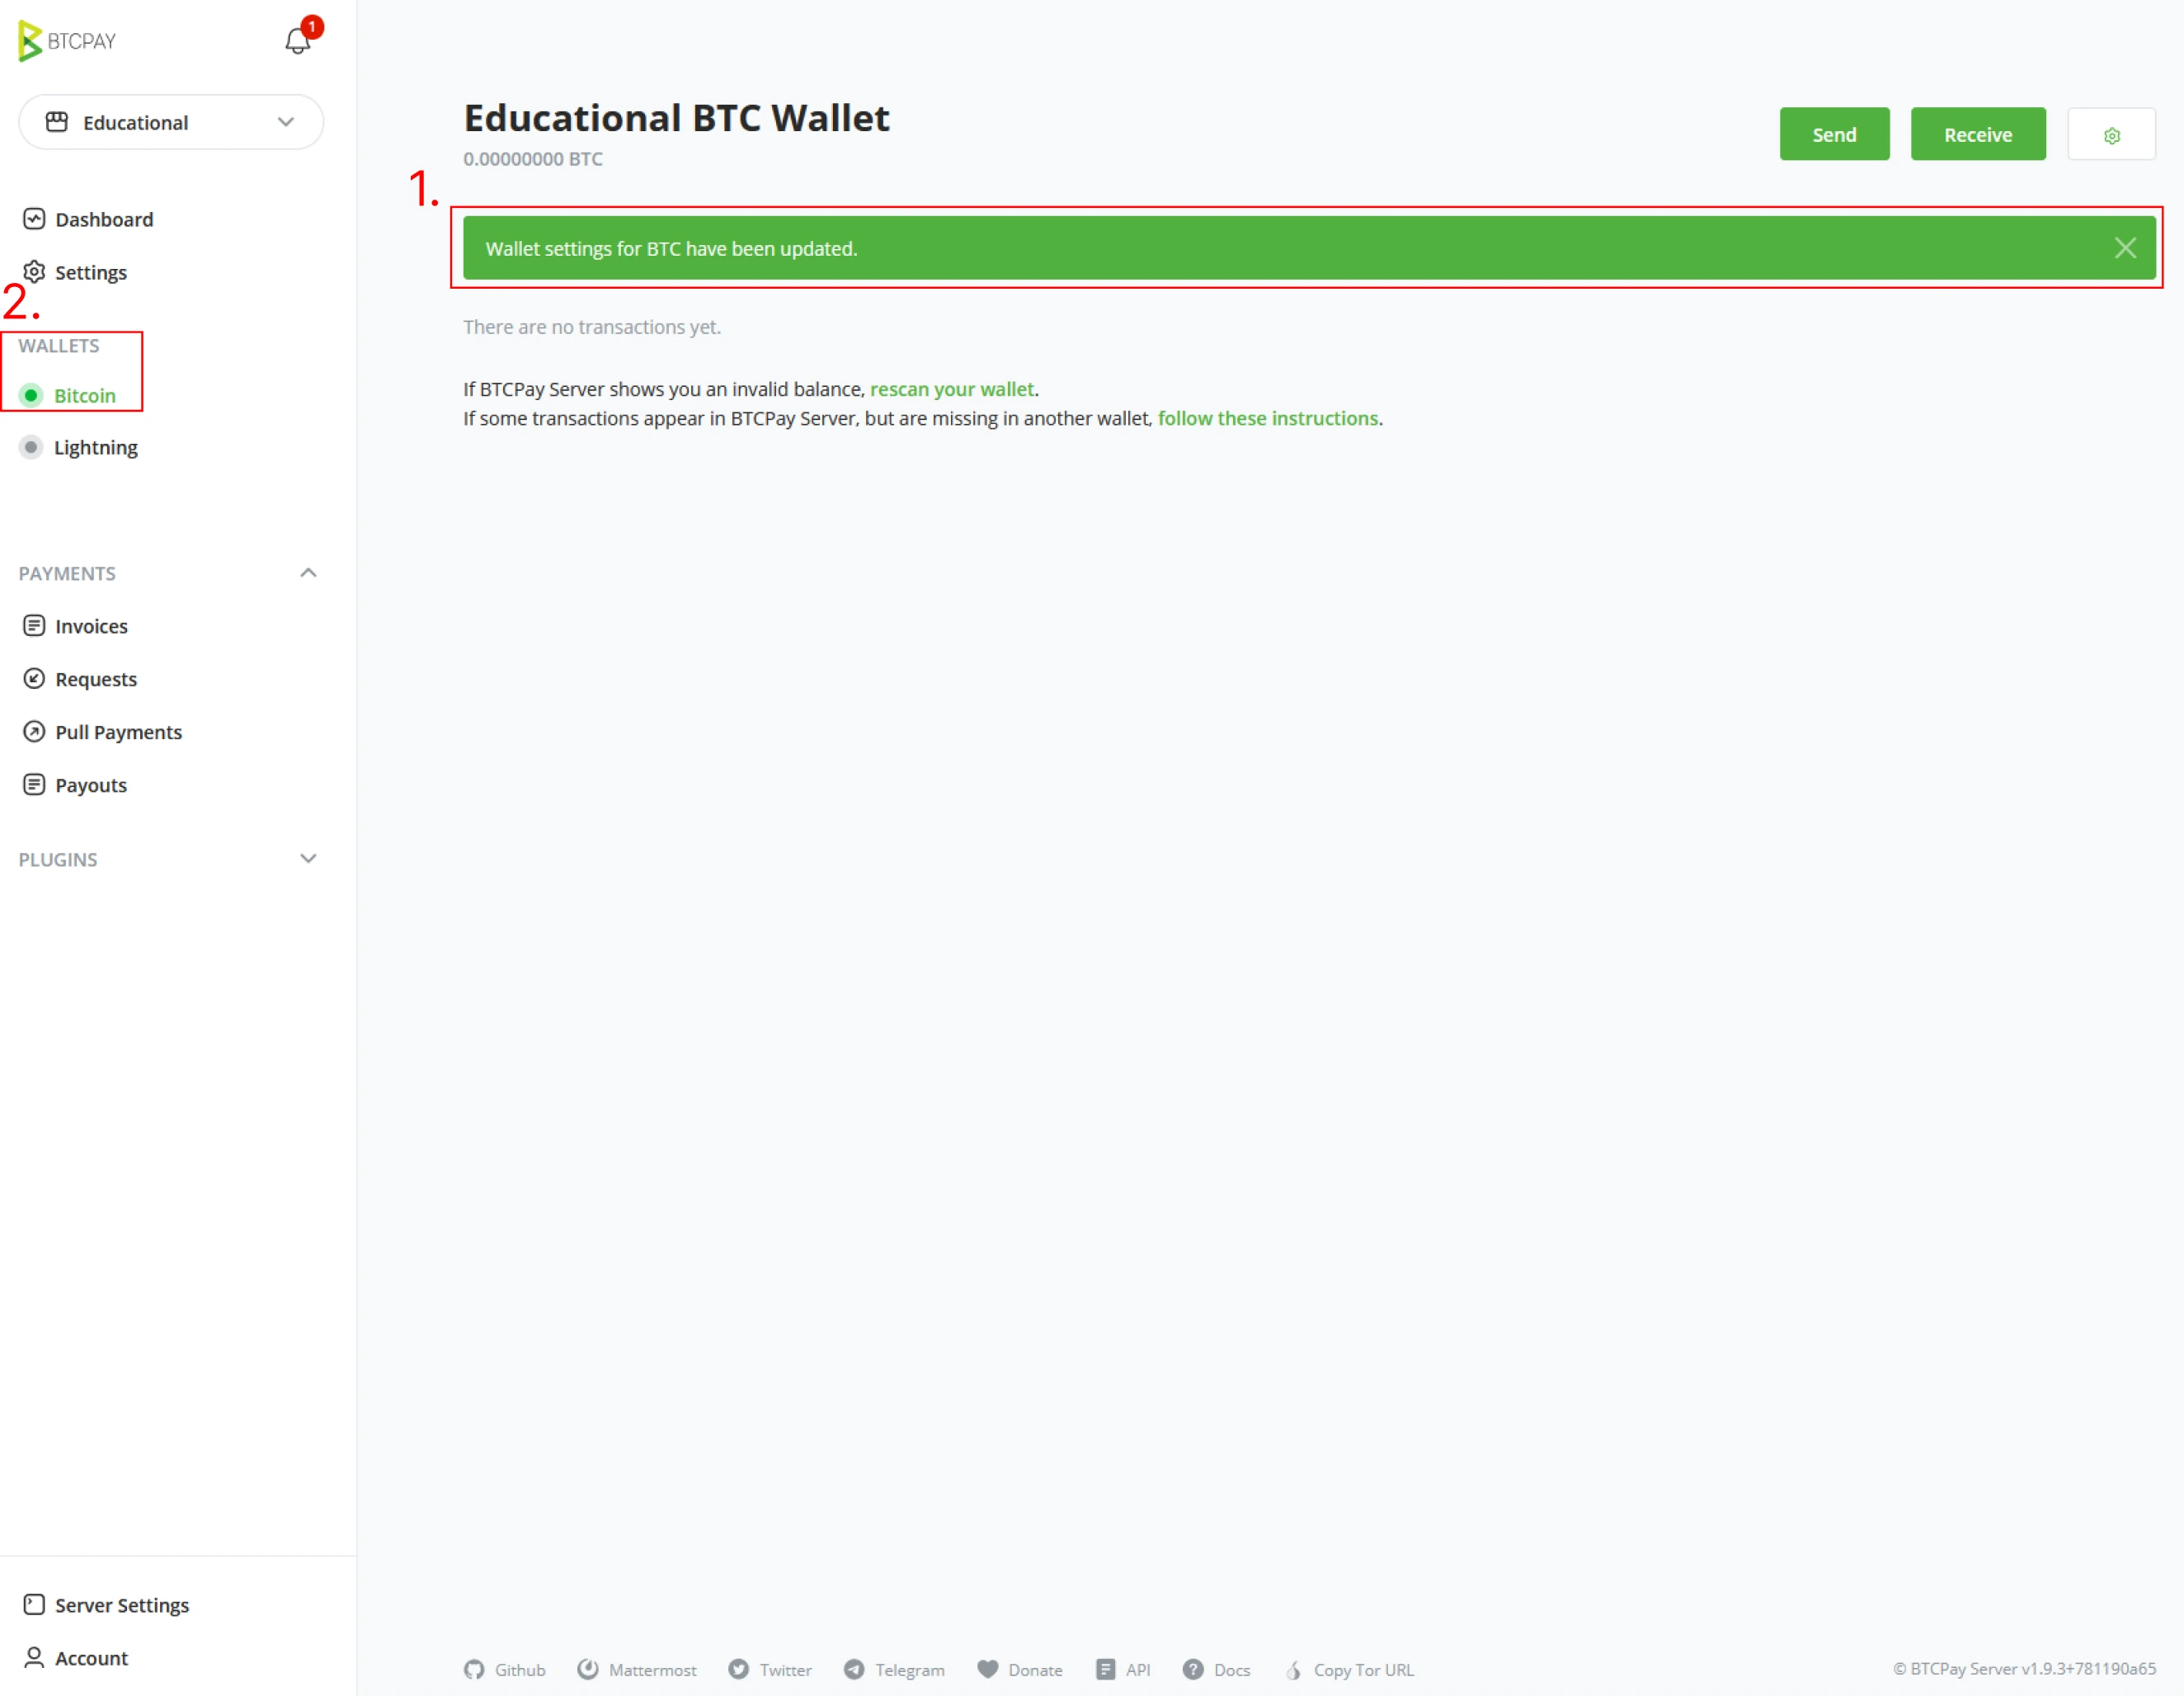 BTCPAY
1
Educational
Dashboard
Settings
2.
WALLETS
Bitcoin
Lightning
PAYMENTS
Invoices
Requests
Pull Payments
Payouts
PLUGINS
Server Settings
Account
Educational BTC Wallet
0.00000000 BTC
Send
Receive
1.
Wallet settings for BTC have been updated.
There are no transactions yet.
If BTCPay Server shows you an invalid balance, rescan your wallet.
If some transactions appear in BTCPay Server, but are missing in another wallet, follow these instructions.
Github Mattermost Twitter Telegram Donate API Docs Copy Tor URL © BTCPay Server v1.9.3+781190a65